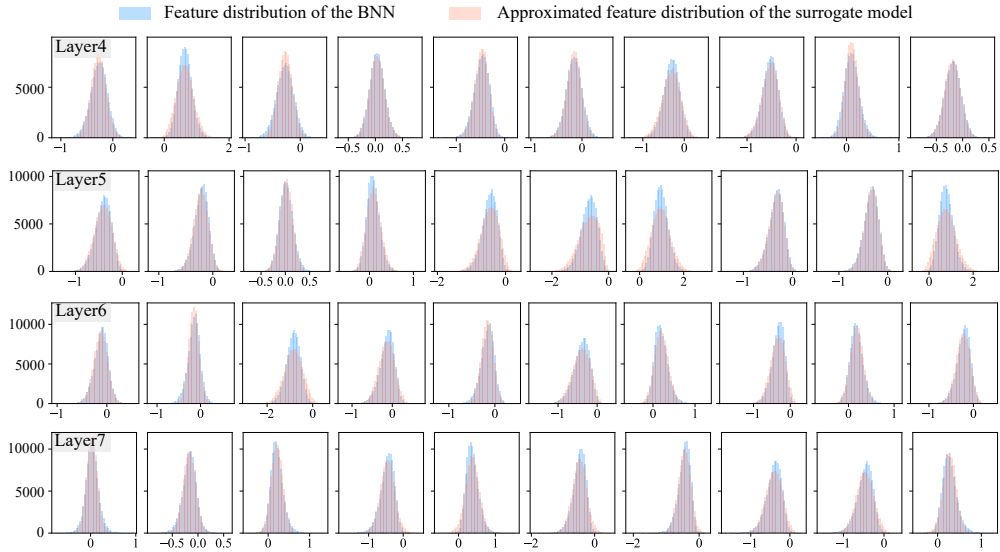 Feature distribution of the BNN Approximated feature distribution of the surrogate model
Layer4
5000
0
−1 0 0 2 −1 0 −0.5 0.0 0.5 −1 0 −1 0 −1 0 −1 0 0 1 −0.5 0.0 0.5
Layer5
10000
5000
0
−1 0 −1 0 −0.5 0.0 0.5 0 1 −2 0 −2 0 0 2 −1 0 −1 0 0 2
Layer6
10000
5000
0
−1 0 −1 0 −2 0 −1 0 −1 0 −1 0 0 1 −1 0 0 1 −1 0
Layer7
10000
5000
0
0 1 −0.5 0.0 0.5 0 1 −1 0 0 1 −2 0 −2 0 −1 0 −1 0 0 1